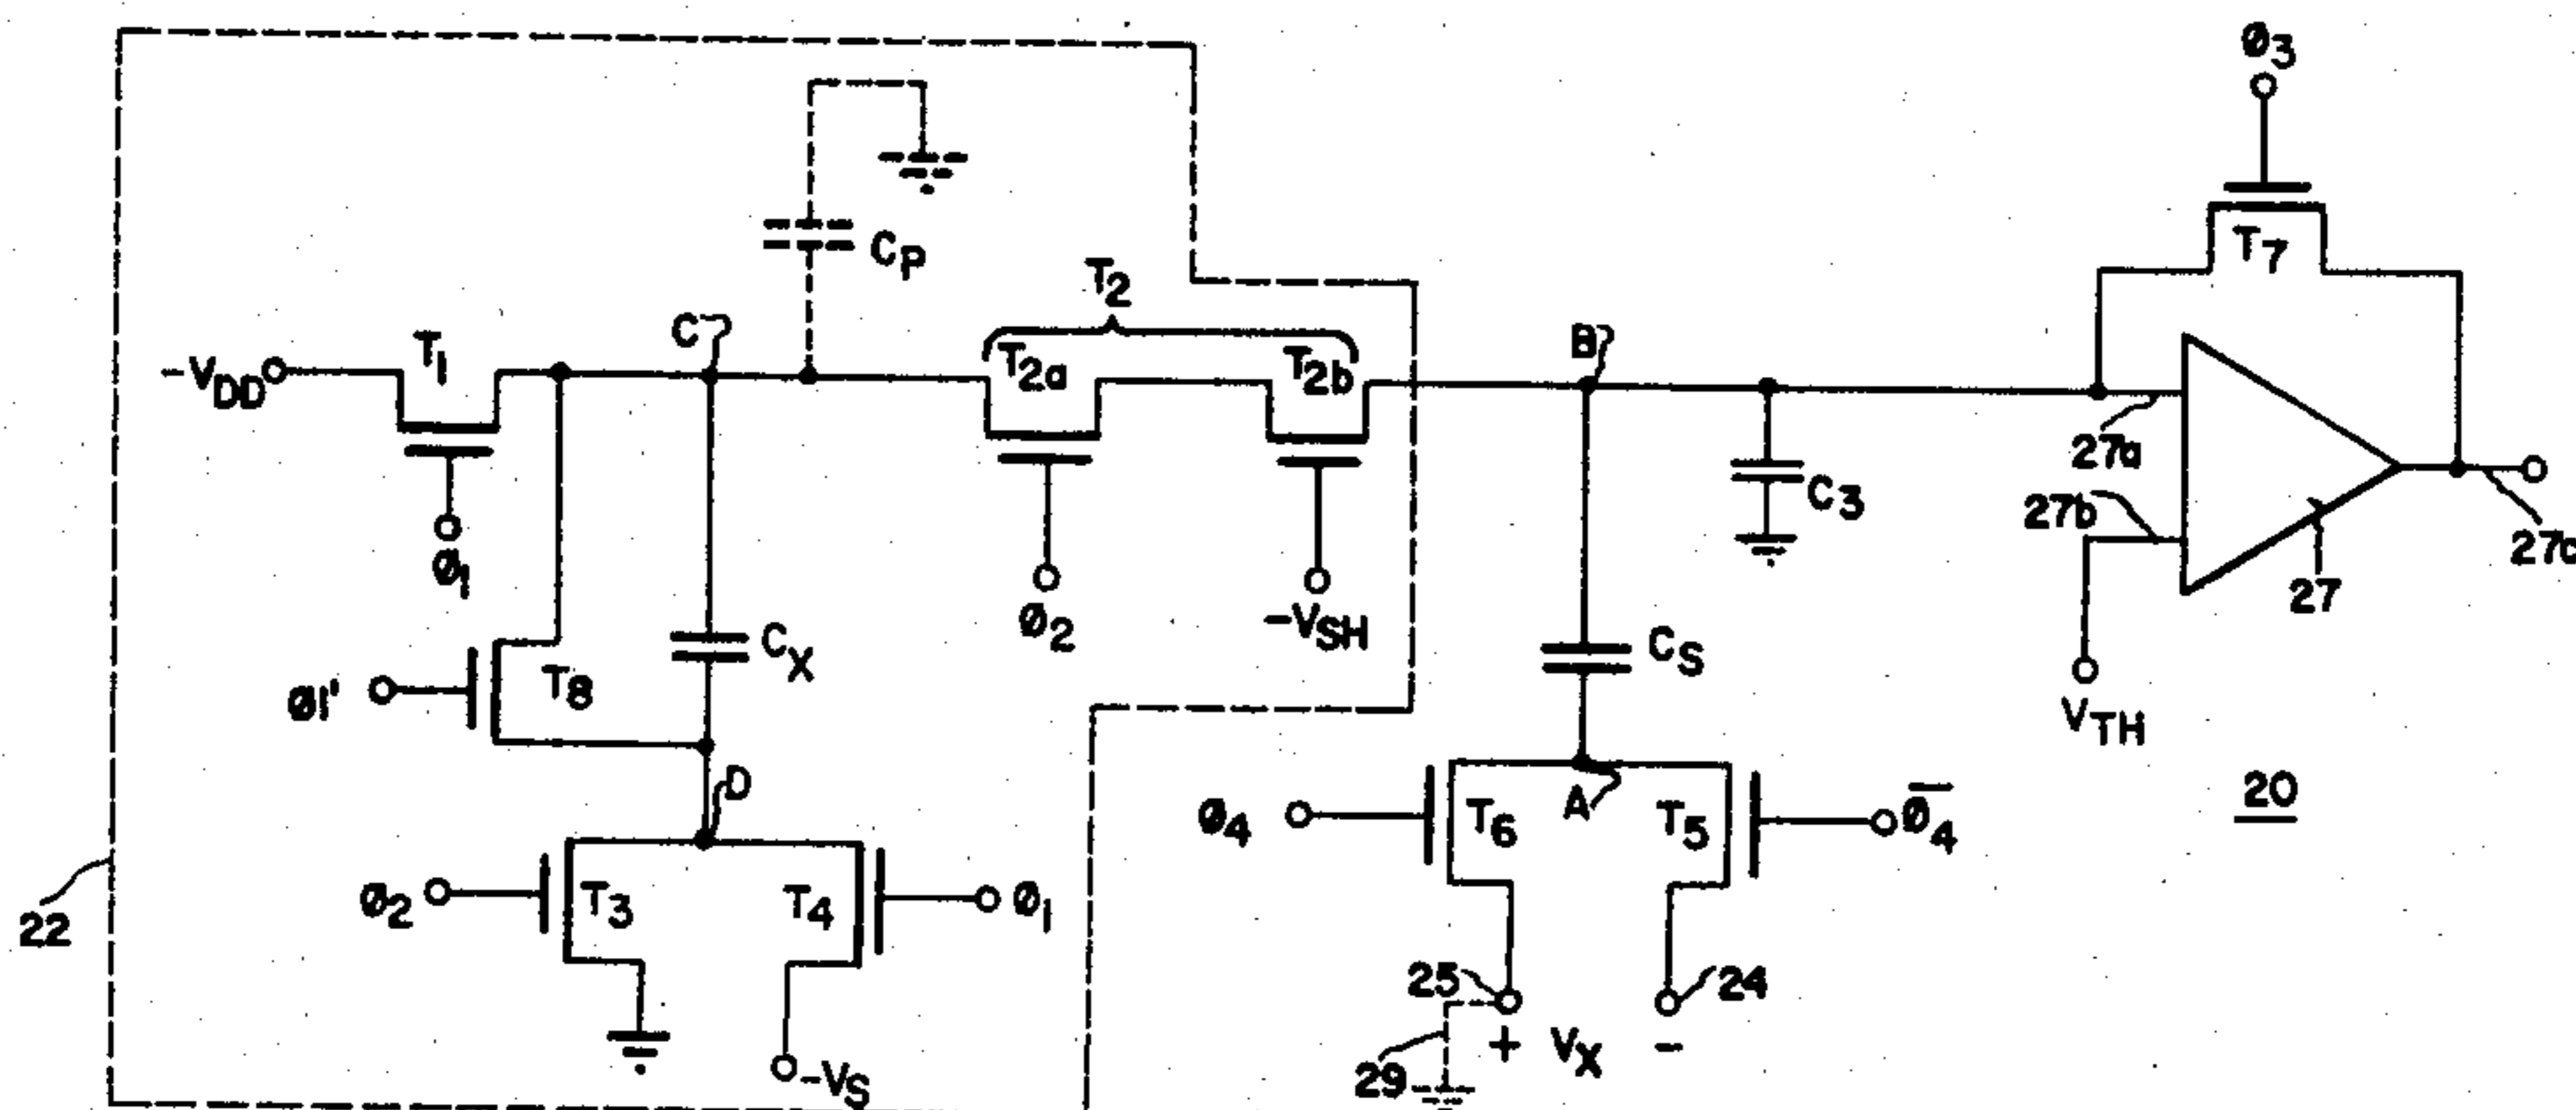 Ø3
T7
CP
T2
T1
C
T2a
T2b
B
-VDD
27a
C3
27b
27c
27
Ø1
Ø2
-VSH
CX
CS
T8
Ø1'
VTH
D
A
20
Ø4
T6
T5
Ø4
Ø2
T3
T4
Ø1
22
25
24
+ VX -
-VS
29